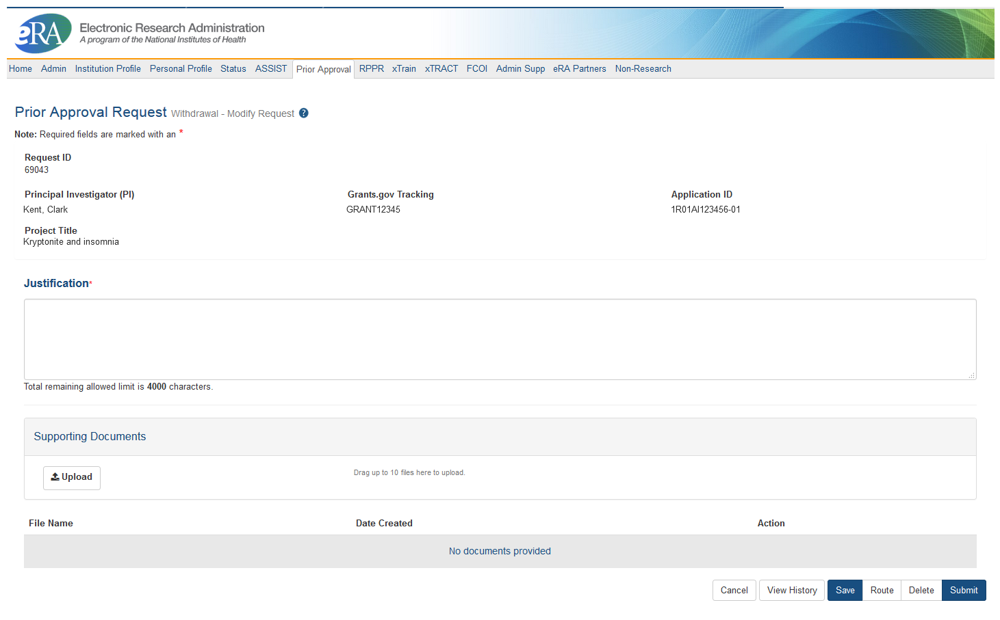 eRA
Electronic Research Administration
A program of the National Institutes of Health
Home Admin Institution Profile Personal Profile Status ASSIST Prior Approval RPPR xTrain xTRACT FCOI Admin Supp eRA Partners Non-Research
Prior Approval Request Withdrawal - Modify Request ?
Note: Required fields are marked with an *
Request ID
69043
Principal Investigator (PI) Grants.gov Tracking Application ID
Kent, Clark GRANT12345 1R01AI123456-01
Project Title
Kryptonite and insomnia
Justification*
Total remaining allowed limit is 4000 characters.
Supporting Documents
Upload Drag up to 10 files here to upload.
File Name Date Created Action
No documents provided
Cancel View History Save Route Delete Submit